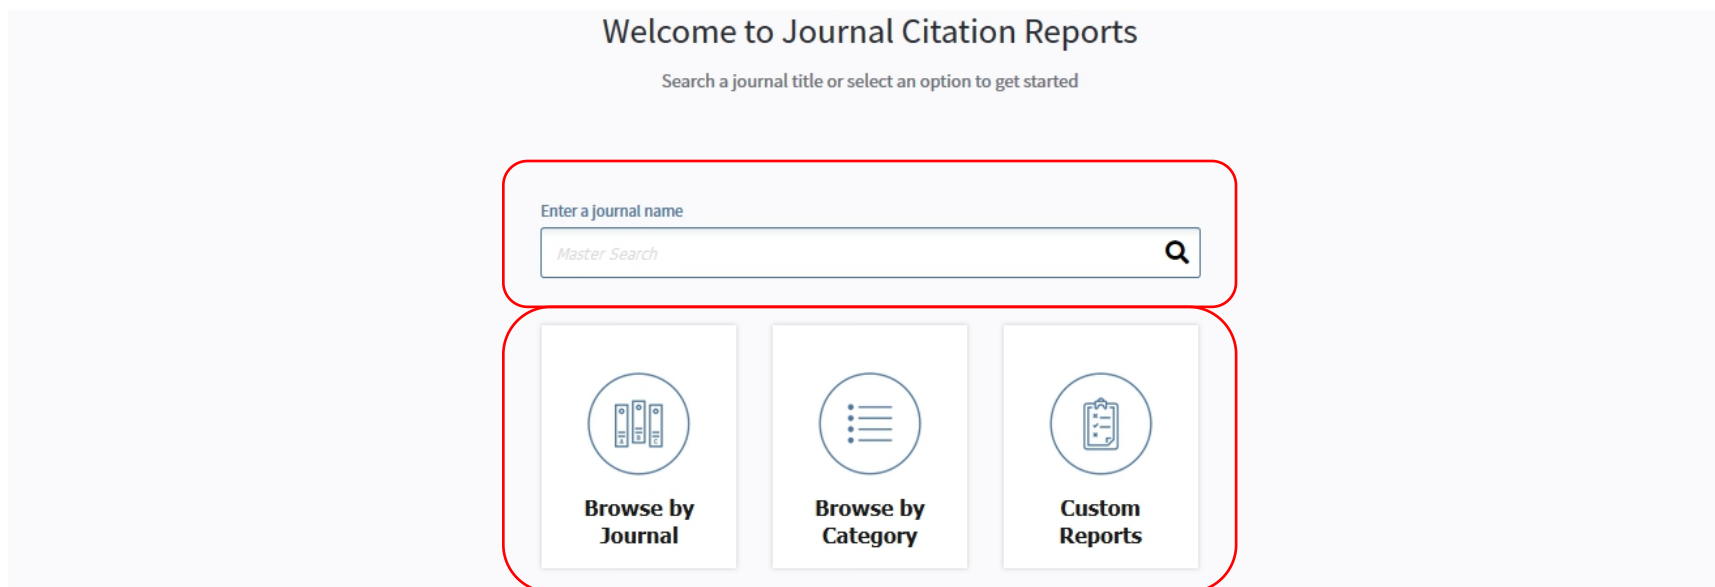 Welcome to Journal Citation Reports
Search a journal title or select an option to get started
Enter a journal name
Master Search
Browse by
Journal
Browse by
Category
Custom
Reports